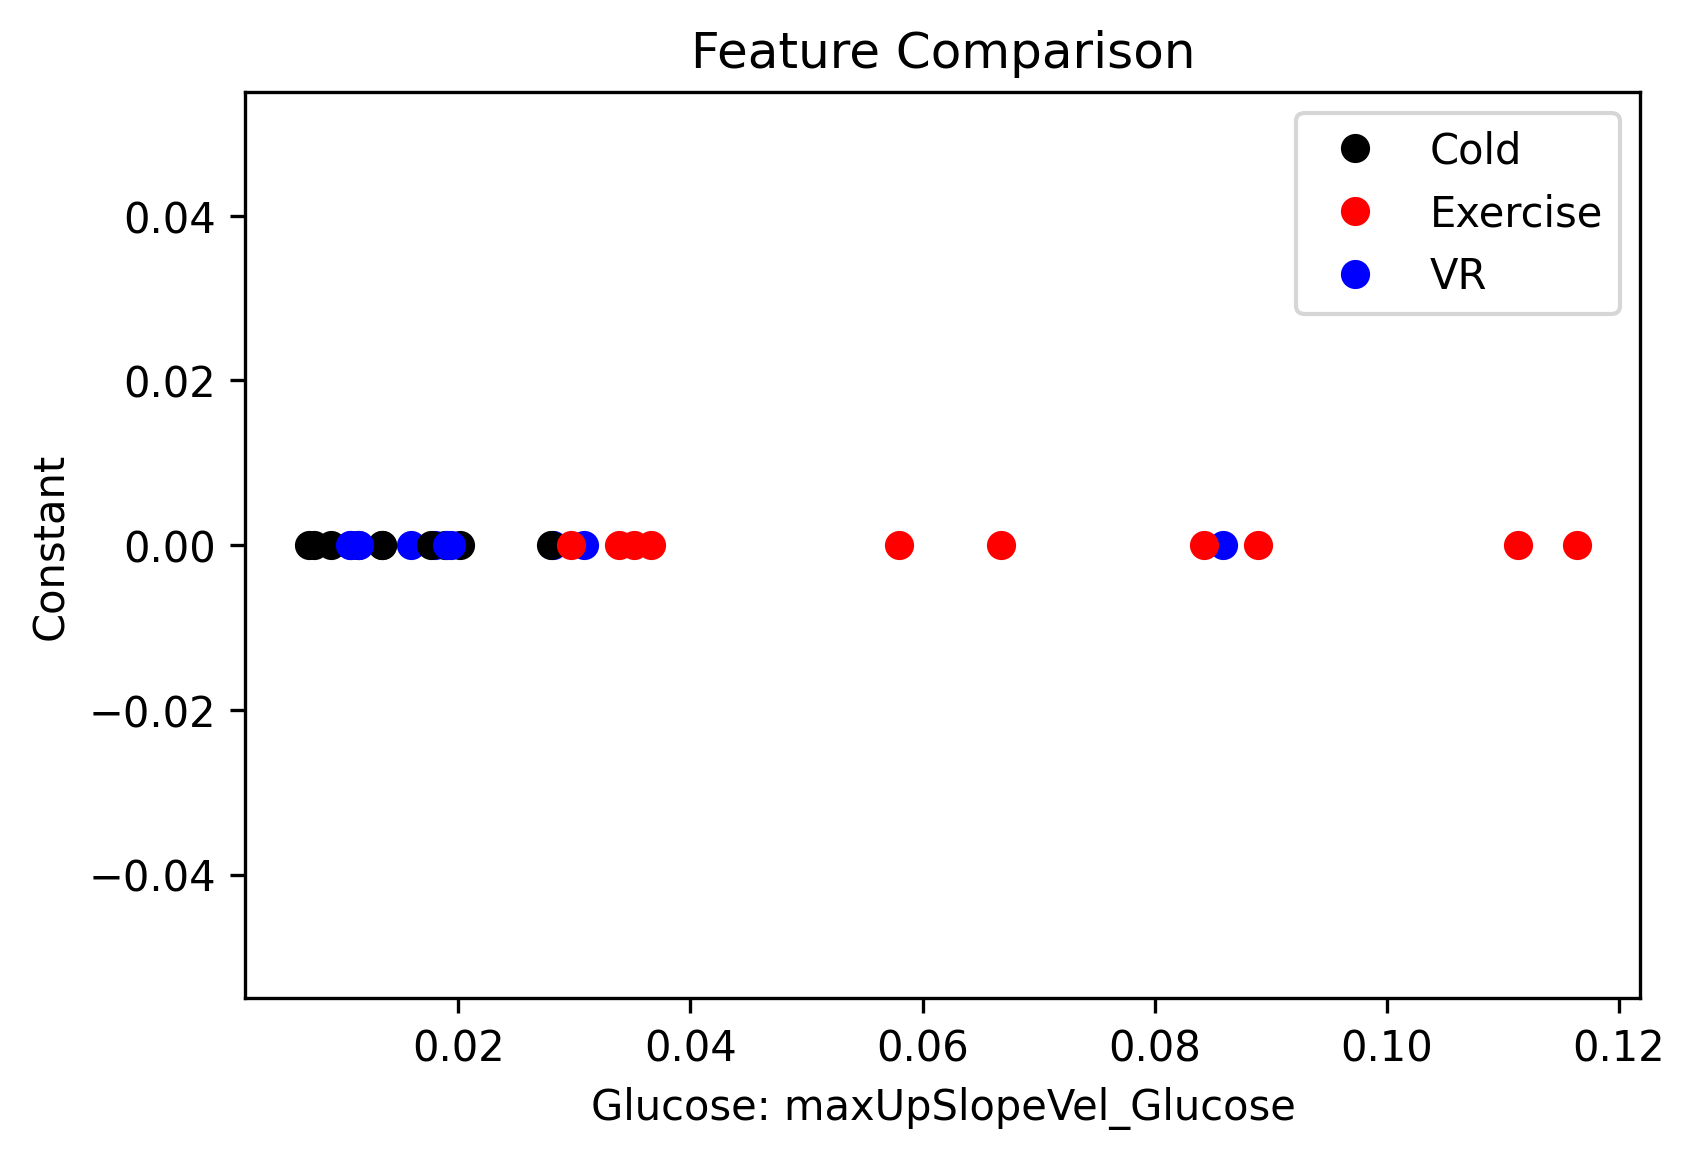 Feature Comparison
Cold
Exercise
VR
0.04
0.02
0.00
−0.02
−0.04
Constant
0.02 0.04 0.06 0.08 0.10 0.12
Glucose: maxUpSlopeVel_Glucose